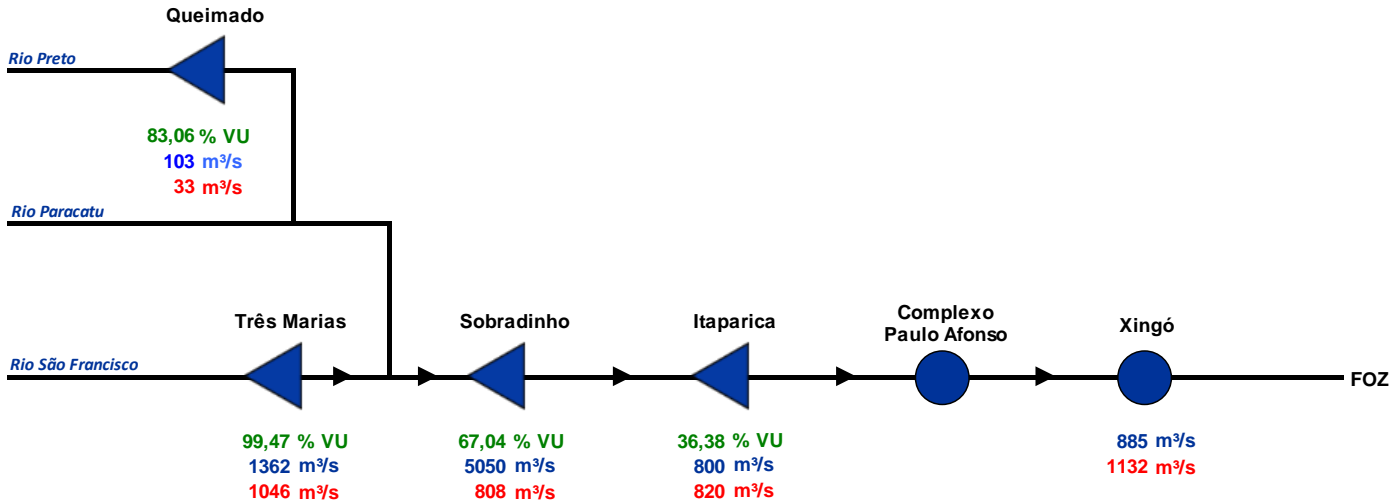 Queimado
Rio Preto
83,06 % VU
103 m³/s
33 m³/s
Rio Paracatu
Três Marias
Sobradinho
Itaparica
Complexo
Paulo Afonso
Xingó
Rio São Francisco
FOZ
99,47 % VU
1362 m³/s
1046 m³/s
67,04 % VU
5050 m³/s
808 m³/s
36,38 % VU
800 m³/s
820 m³/s
885 m³/s
1132 m³/s